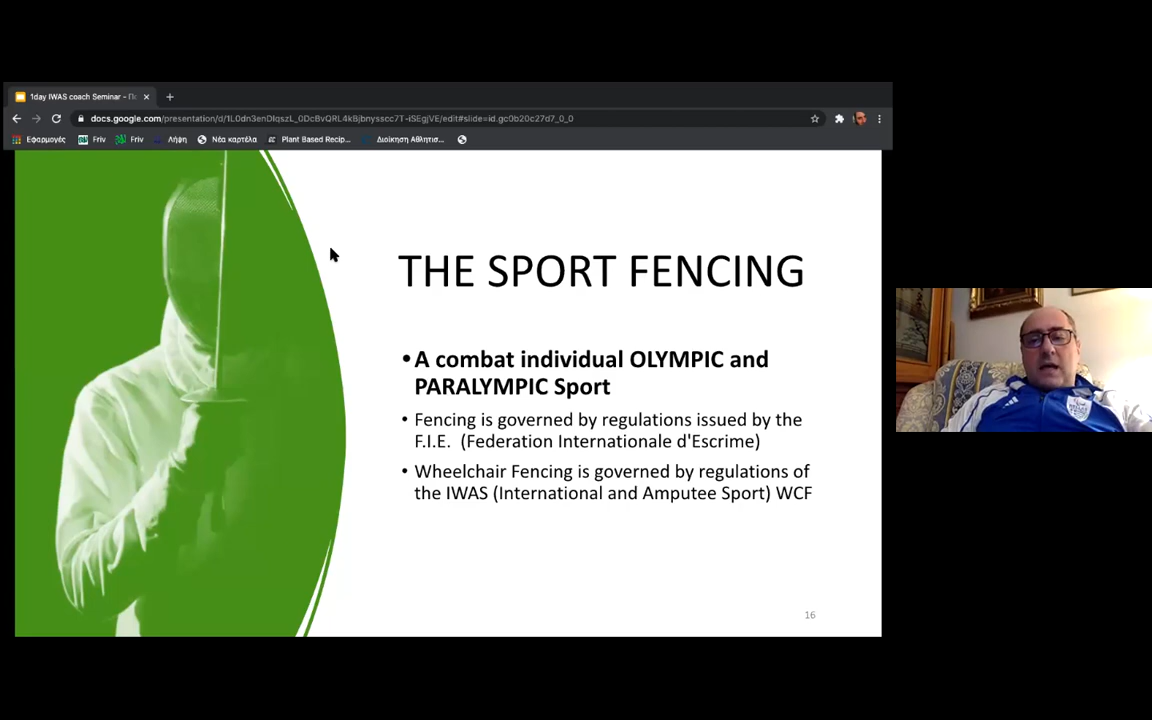 1day IWAS coach Seminar - Πα
docs.google.com/presentation/d/1L0dn3enDIqszL_0DcBvQRL4kBjbnysscc7T-iSEgjVE/edit#slide=id.gc0b20c27d7_0_0
Εφαρμογές Friv Friv Λήψη Νέα καρτέλα Plant Based Recip... Διοίκηση Αθλητισ...
THE SPORT FENCING
•A combat individual OLYMPIC and
PARALYMPIC Sport
• Fencing is governed by regulations issued by the
F.I.E. (Federation Internationale d'Escrime)
• Wheelchair Fencing is governed by regulations of
the IWAS (International and Amputee Sport) WCF
16